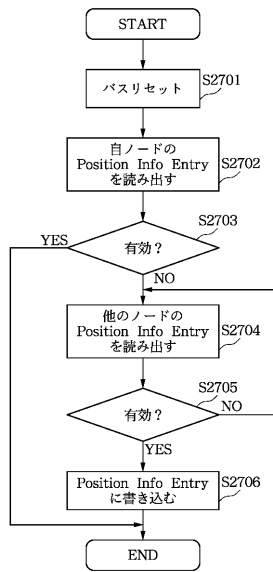 START
バスリセット
S2701
自ノードの
Position Info Entry
を読み出す
S2702
S2703
有効？
YES
NO
他のノードの
Position Info Entry
を読み出す
S2704
S2705
有効？
NO
YES
Position Info Entry
に書き込む
S2706
END